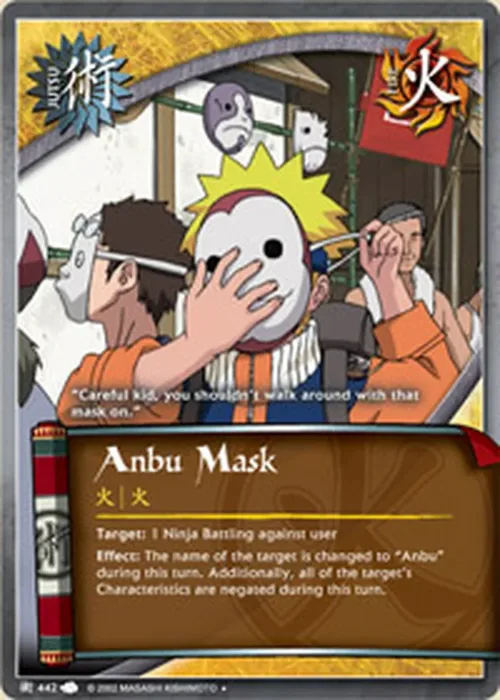 JUTSU
術
FIRE
火
"Careful kid, you shouldn't walk around with that
mask on."
Anbu Mask
火|火
Target: 1 Ninja Battling against user
Effect: The name of the target is changed to "Anbu"
during this turn. Additionally, all of the target's
Characteristics are negated during this turn.
術
442
© 2002 MASASHI KISHIMOTO